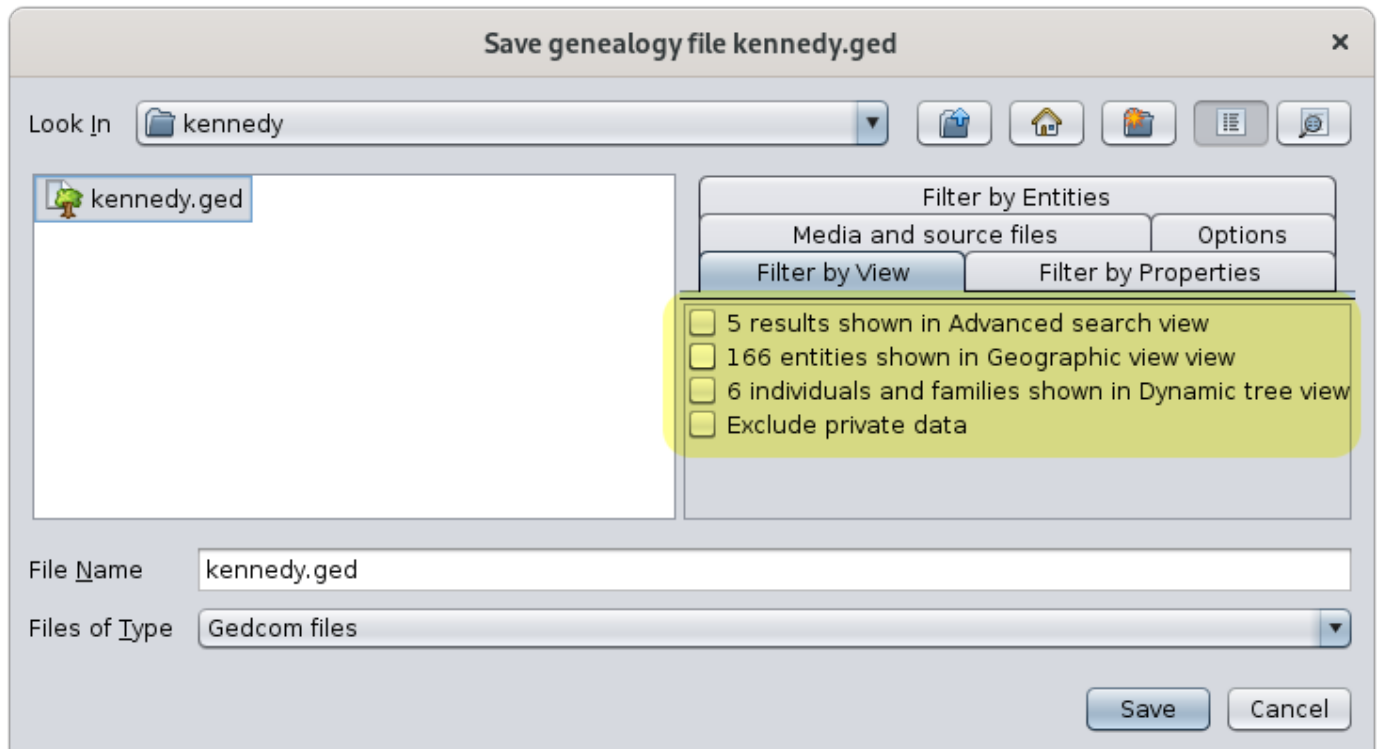 Save genealogy file kennedy.ged
Look In
kennedy
kennedy.ged
Filter by Entities
Media and source files
Options
Filter by View
Filter by Properties
5 results shown in Advanced search view
166 entities shown in Geographic view view
6 individuals and families shown in Dynamic tree view
Exclude private data
File Name
kennedy.ged
Files of Type
Gedcom files
Save
Cancel